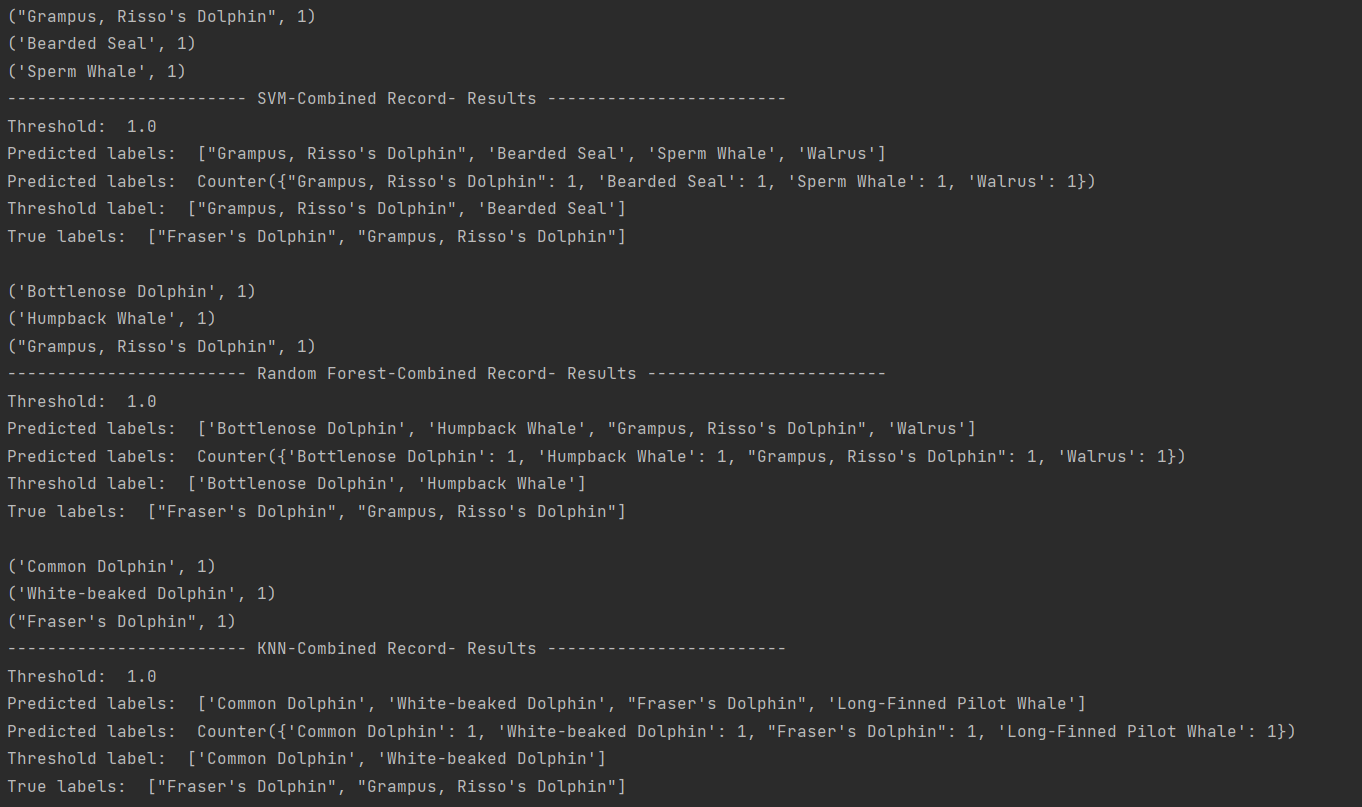 ("Grampus, Risso's Dolphin", 1)
('Bearded Seal', 1)
('Sperm Whale', 1)
------------------------ SVM-Combined Record- Results ------------------------
Threshold:  1.0
Predicted labels:  ["Grampus, Risso's Dolphin", 'Bearded Seal', 'Sperm Whale', 'Walrus']
Predicted labels:  Counter({"Grampus, Risso's Dolphin": 1, 'Bearded Seal': 1, 'Sperm Whale': 1, 'Walrus': 1})
Threshold label:  ["Grampus, Risso's Dolphin", 'Bearded Seal']
True labels:  ["Fraser's Dolphin", "Grampus, Risso's Dolphin"]

('Bottlenose Dolphin', 1)
('Humpback Whale', 1)
("Grampus, Risso's Dolphin", 1)
------------------------ Random Forest-Combined Record- Results ------------------------
Threshold:  1.0
Predicted labels:  ['Bottlenose Dolphin', 'Humpback Whale', "Grampus, Risso's Dolphin", 'Walrus']
Predicted labels:  Counter({'Bottlenose Dolphin': 1, 'Humpback Whale': 1, "Grampus, Risso's Dolphin": 1, 'Walrus': 1})
Threshold label:  ['Bottlenose Dolphin', 'Humpback Whale']
True labels:  ["Fraser's Dolphin", "Grampus, Risso's Dolphin"]

('Common Dolphin', 1)
('White-beaked Dolphin', 1)
("Fraser's Dolphin", 1)
------------------------ KNN-Combined Record- Results ------------------------
Threshold:  1.0
Predicted labels:  ['Common Dolphin', 'White-beaked Dolphin', "Fraser's Dolphin", 'Long-Finned Pilot Whale']
Predicted labels:  Counter({'Common Dolphin': 1, 'White-beaked Dolphin': 1, "Fraser's Dolphin": 1, 'Long-Finned Pilot Whale': 1})
Threshold label:  ['Common Dolphin', 'White-beaked Dolphin']
True labels:  ["Fraser's Dolphin", "Grampus, Risso's Dolphin"]